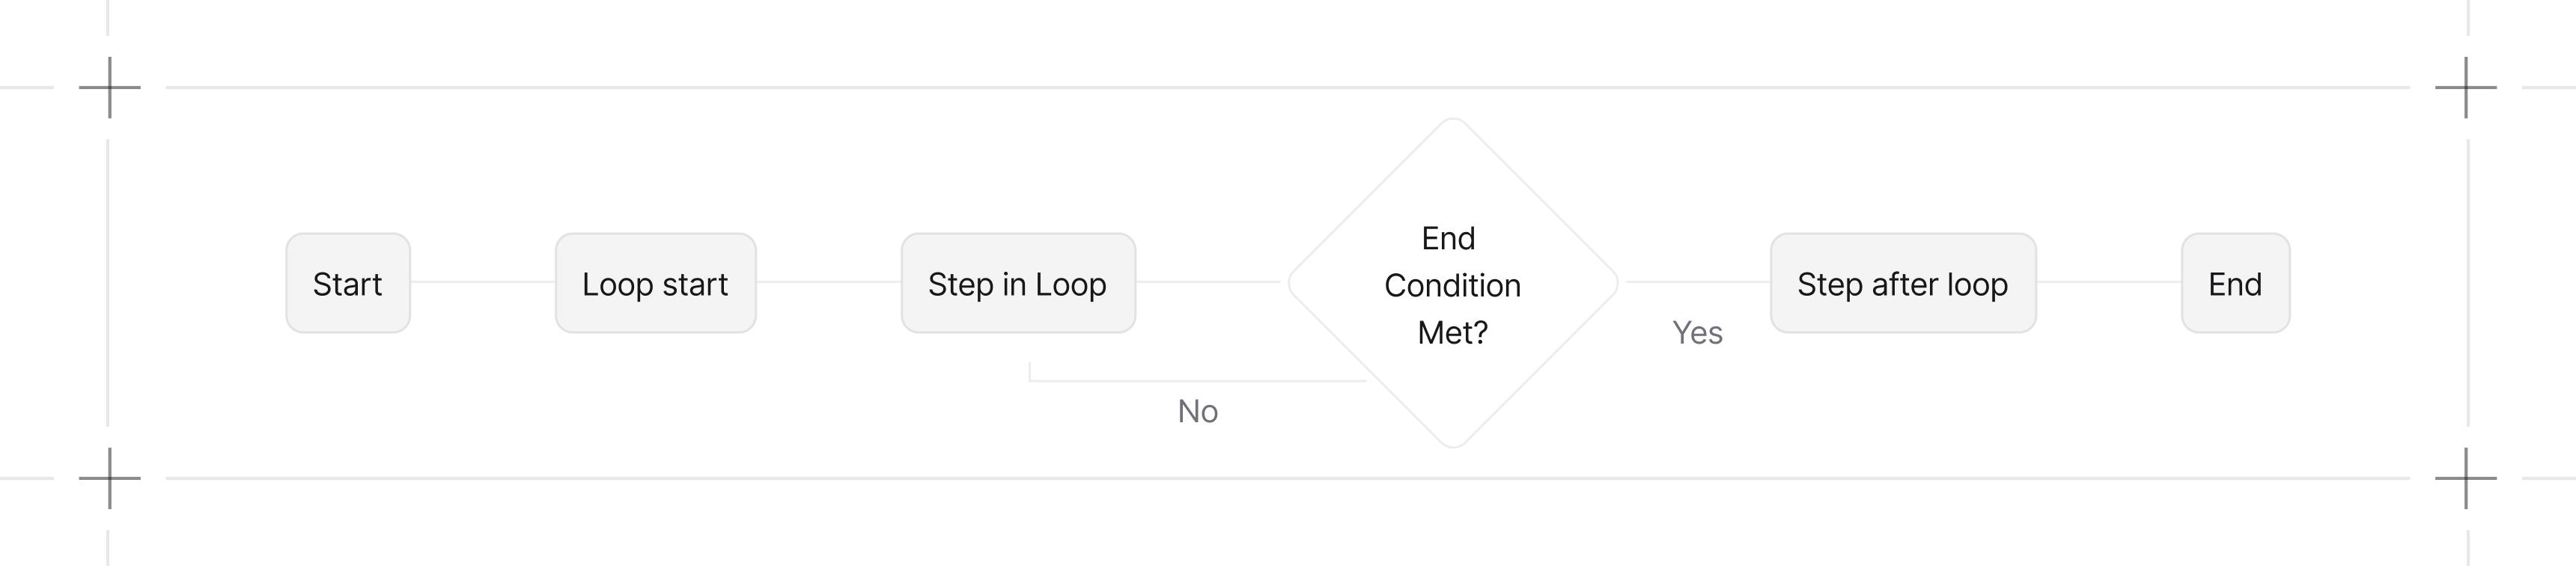 Start
Loop start
Step in Loop
End
Condition
Met?
Yes
Step after loop
End
No